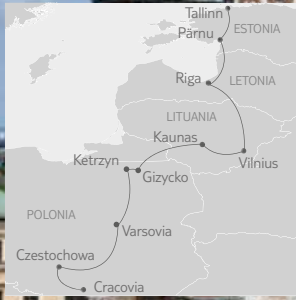 Tallinn
ESTONIA
Pärnu
Riga
LETONIA
LITUANIA
Kaunas
Vilnius
Ketrzyn
Gizycko
POLONIA
Varsovia
Czestochowa
Cracovia